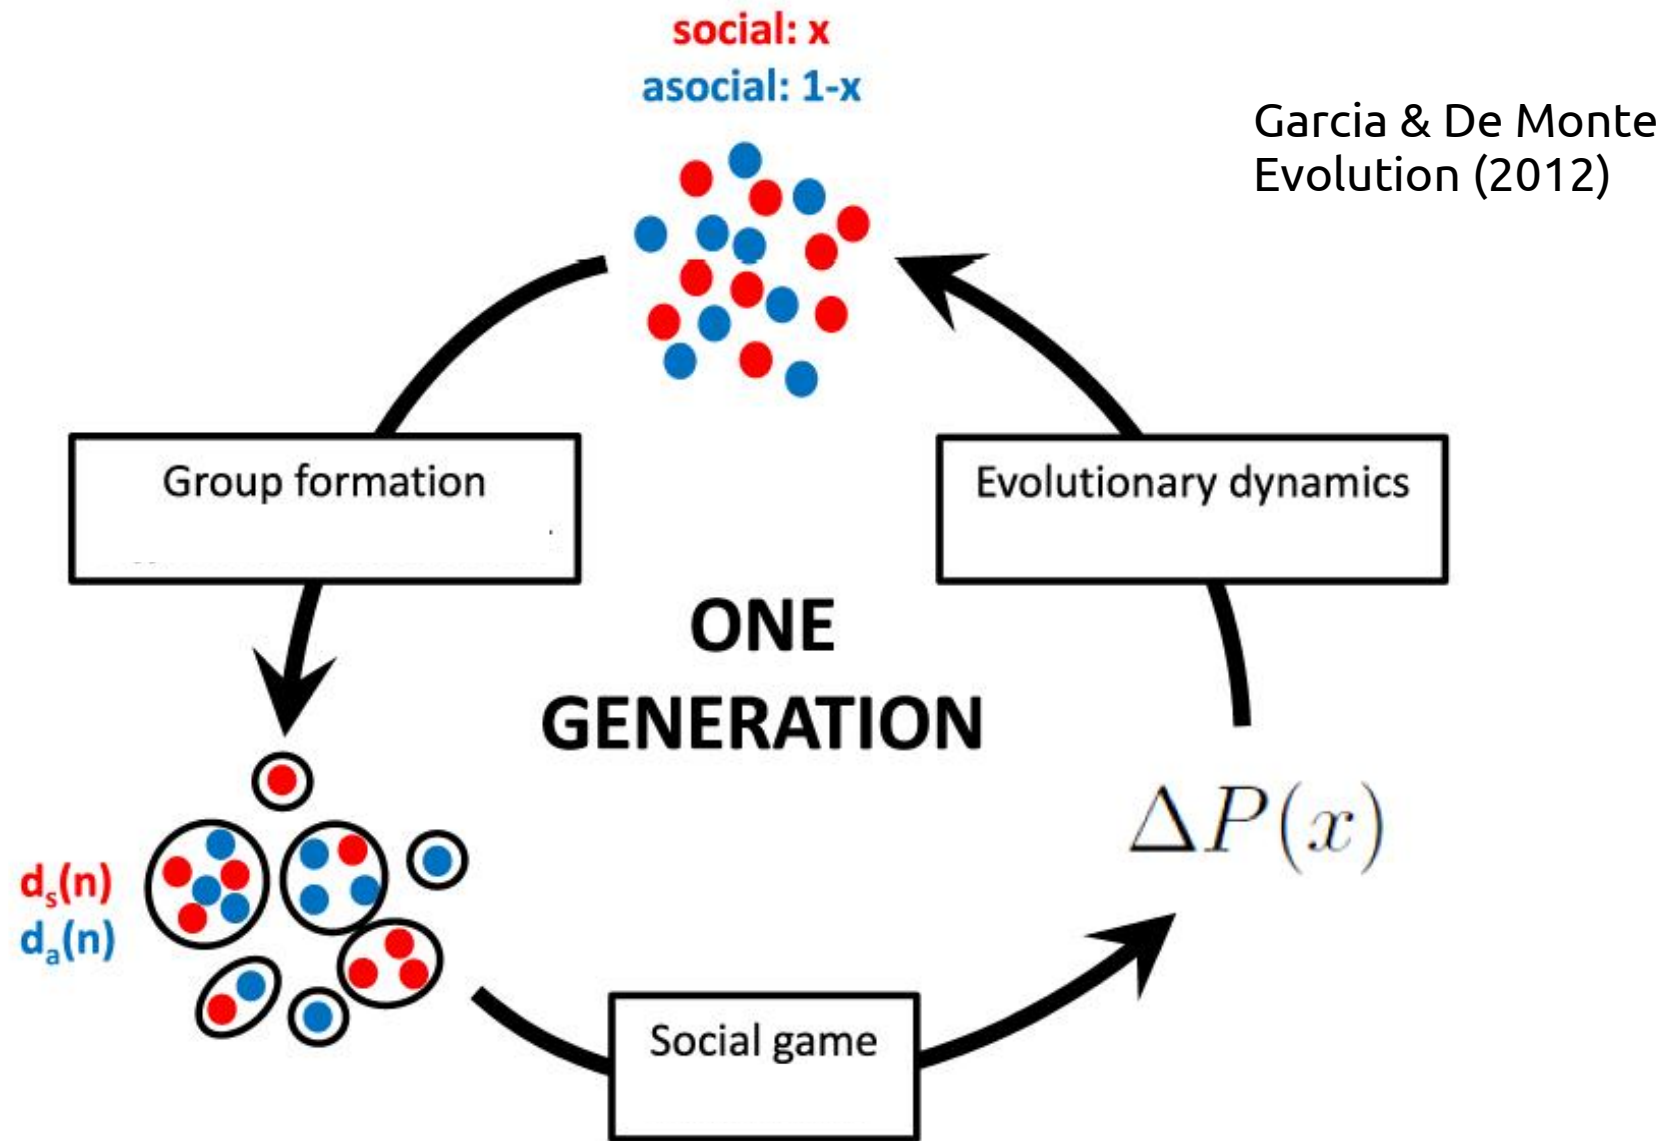 social: x
asocial: 1-x
Garcia & De Monte
Evolution (2012)
Group formation
Evolutionary dynamics
ONE
GENERATION
ΔP(x)
dₛ(n)
dₐ(n)
Social game